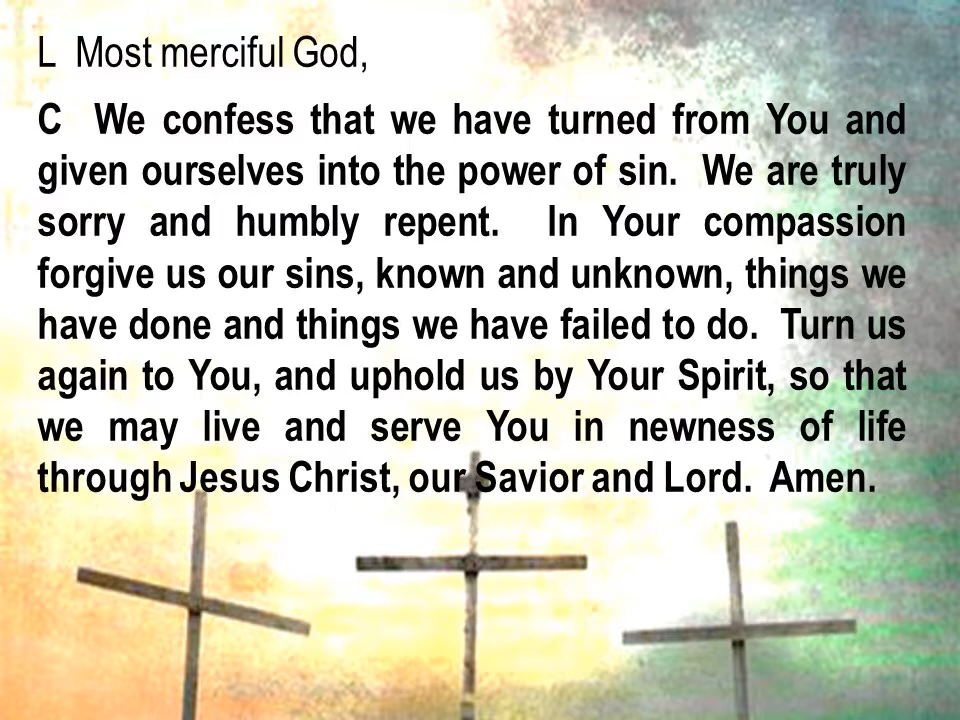 L  Most merciful God,
C  We confess that we have turned from You and
given ourselves into the power of sin.  We are truly
sorry and humbly repent.  In Your compassion
forgive us our sins, known and unknown, things we
have done and things we have failed to do.  Turn us
again to You, and uphold us by Your Spirit, so that
we may live and serve You in newness of life
through Jesus Christ, our Savior and Lord.  Amen.